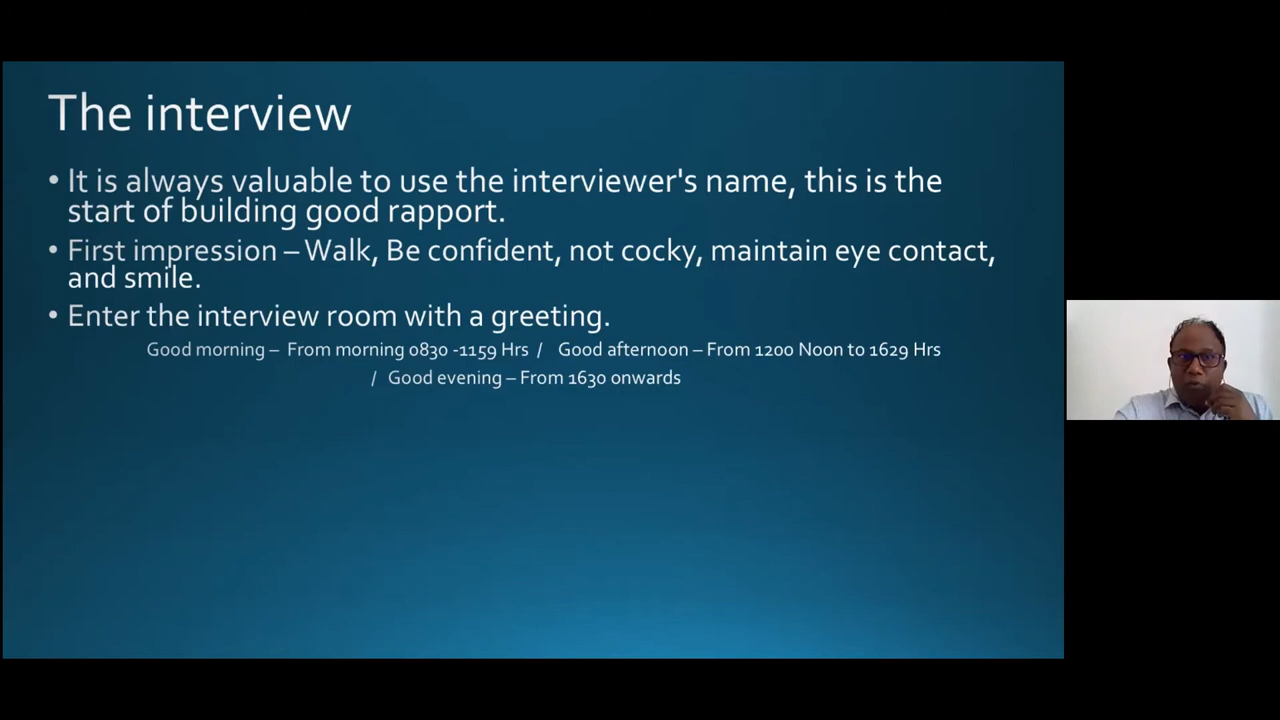 The interview
• It is always valuable to use the interviewer's name, this is the
start of building good rapport.
• First impression – Walk, Be confident, not cocky, maintain eye contact,
and smile.
• Enter the interview room with a greeting.
Good morning – From morning 0830 -1159 Hrs / Good afternoon – From 1200 Noon to 1629 Hrs
/ Good evening – From 1630 onwards